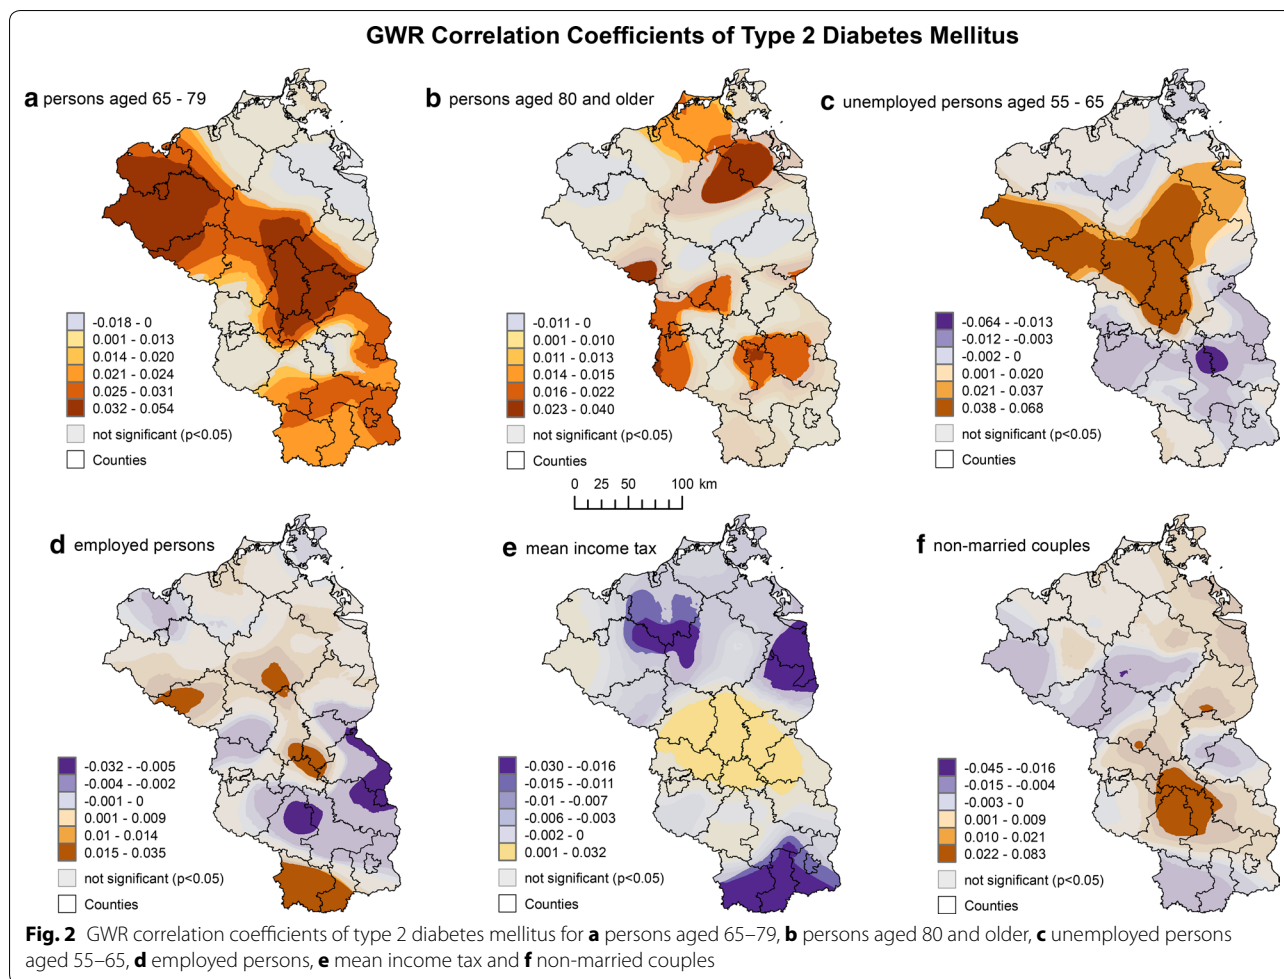 GWR Correlation Coefficients of Type 2 Diabetes Mellitus
a persons aged 65 - 79
-0.018 - 0
0.001 - 0.013
0.014 - 0.020
0.021 - 0.024
0.025 - 0.031
0.032 - 0.054
not significant (p<0.05)
Counties
b persons aged 80 and older
-0.011 - 0
0.001 - 0.010
0.011 - 0.013
0.014 - 0.015
0.016 - 0.022
0.023 - 0.040
not significant (p<0.05)
Counties
c unemployed persons aged 55 - 65
-0.064 - -0.013
-0.012 - -0.003
-0.002 - 0
0.001 - 0.020
0.021 - 0.037
0.038 - 0.068
not significant (p<0.05)
Counties
0 25 50 100 km
d employed persons
-0.032 - -0.005
-0.004 - -0.002
-0.001 - 0
0.001 - 0.009
0.01 - 0.014
0.015 - 0.035
not significant (p<0.05)
Counties
e mean income tax
-0.030 - -0.016
-0.015 - -0.011
-0.01 - -0.007
-0.006 - -0.003
-0.002 - 0
0.001 - 0.032
not significant (p<0.05)
Counties
f non-married couples
-0.045 - -0.016
-0.015 - -0.004
-0.003 - 0
0.001 - 0.009
0.010 - 0.021
0.022 - 0.083
not significant (p<0.05)
Counties
Fig. 2 GWR correlation coefficients of type 2 diabetes mellitus for a persons aged 65–79, b persons aged 80 and older, c unemployed persons
aged 55–65, d employed persons, e mean income tax and f non-married couples